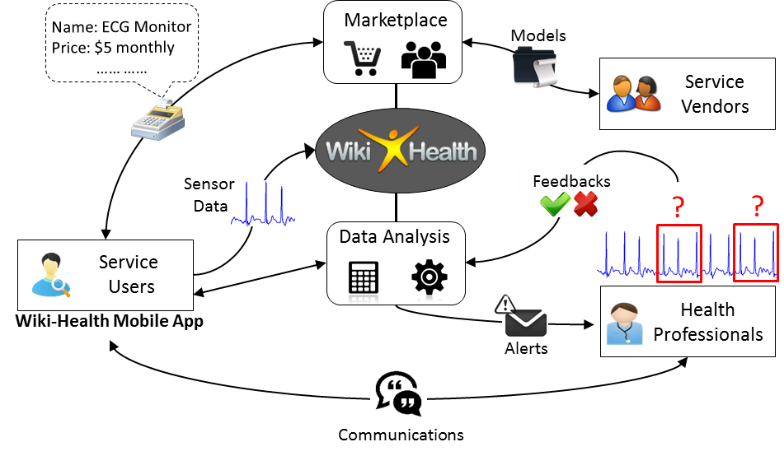 Name: ECG Monitor
Price: $5 monthly
...... ......
Marketplace
Models
Service
Vendors
Wiki Health
Sensor
Data
Feedbacks
?
?
Data Analysis
Service
Users
Wiki-Health Mobile App
Alerts
Health
Professionals
Communications